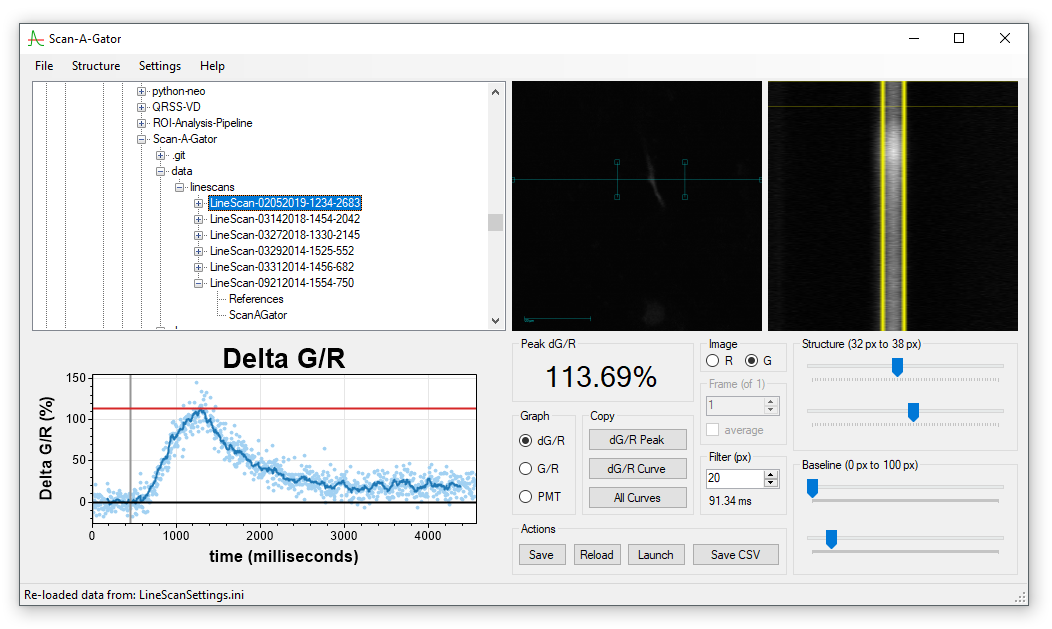 Scan-A-Gator
File Structure Settings Help
python-neo
QRSS-VD
ROI-Analysis-Pipeline
Scan-A-Gator
.git
data
linescans
LineScan-02052019-1234-2683
LineScan-03142018-1454-2042
LineScan-03272018-1330-2145
LineScan-03292014-1525-552
LineScan-03312014-1456-682
LineScan-09212014-1554-750
References
ScanAGator
Delta G/R
Delta G/R (%)
150
100
50
0
0 1000 2000 3000 4000
time (milliseconds)
Peak dG/R
113.69%
Graph
dG/R
G/R
PMT
Copy
dG/R Peak
dG/R Curve
All Curves
Image
R G
Frame (of 1)
1
average
Filter (px)
20
91.34 ms
Actions
Save Reload Launch Save CSV
Structure (32 px to 38 px)
Baseline (0 px to 100 px)
Re-loaded data from: LineScanSettings.ini